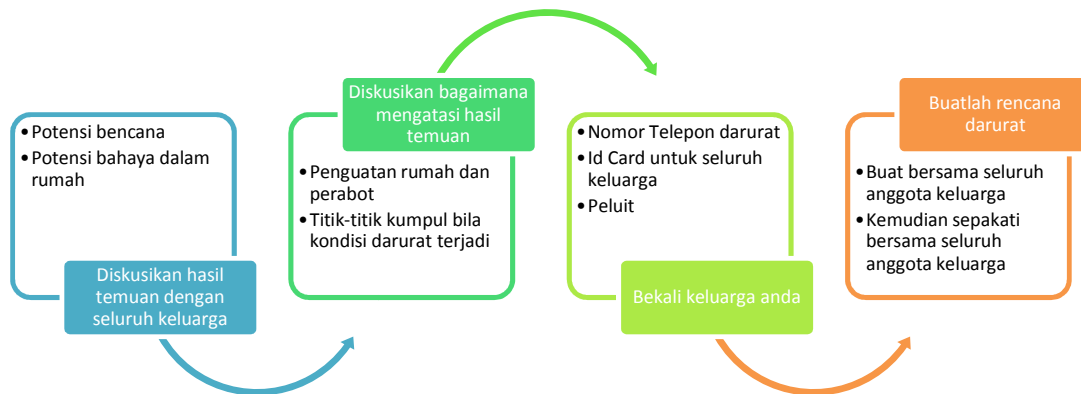 • Potensi bencana
• Potensi bahaya dalam
rumah
Diskusikan hasil
temuan dengan
seluruh keluarga
Diskusikan bagaimana
mengatasi hasil
temuan
• Penguatan rumah dan
perabot
• Titik-titik kumpul bila
kondisi darurat terjadi
• Nomor Telepon darurat
• Id Card untuk seluruh
keluarga
• Peluit
Bekali keluarga anda
Buatlah rencana
darurat
• Buat bersama seluruh
anggota keluarga
• Kemudian sepakati
bersama seluruh
anggota keluarga